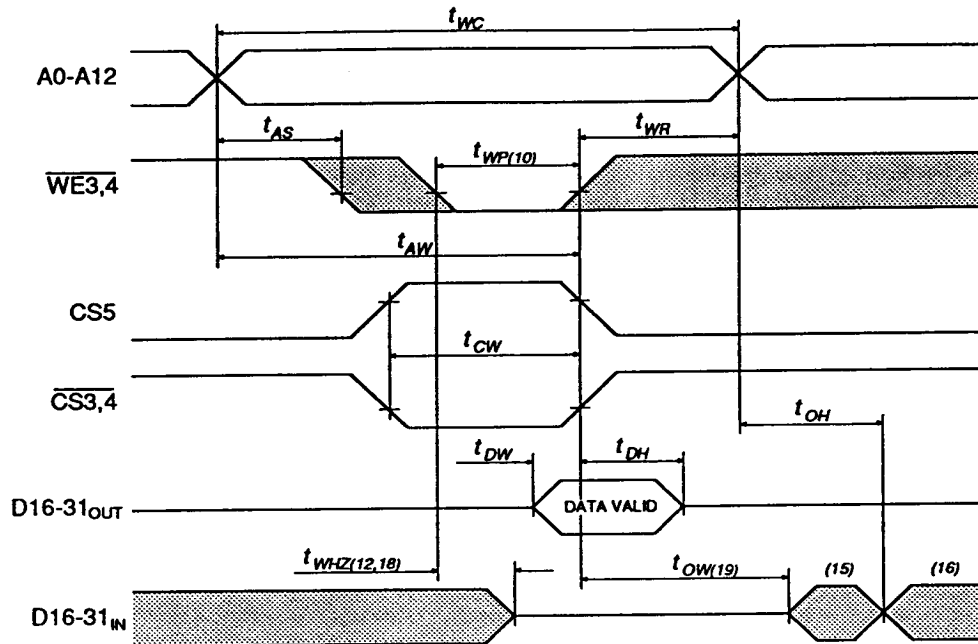 tWC
A0-A12
tAS
tWR
tWP(10)
WE3,4
tAW
CS5
tCW
CS3,4
tOH
tDW
tDH
D16-31OUT
DATA VALID
tWHZ(12,18)
tOW(19)
(15)
(16)
D16-31IN